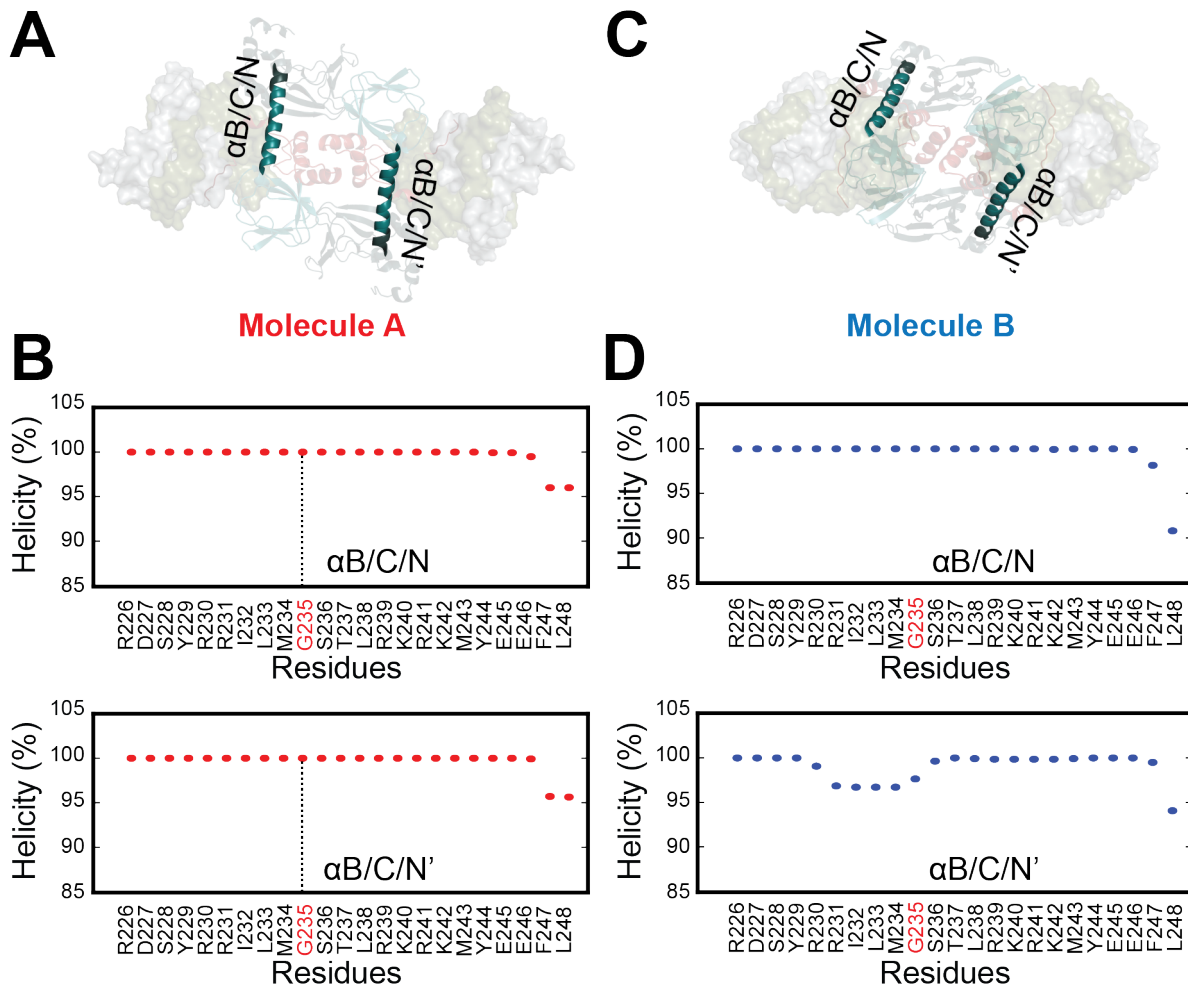 A
αB/C/N
αB/C/N'
Molecule A
C
αB/C/N
αB/C/N'
Molecule B
B
Helicity (%)
105
100
95
90
85
αB/C/N
R226 D227 S228 Y229 R230 R231 I232 L233 M234 G235 S236 T237 L238 R239 K240 R241 K242 M243 Y244 E245 E246 F247 L248
Residues
Helicity (%)
105
100
95
90
85
αB/C/N’
R226 D227 S228 Y229 R230 R231 I232 L233 M234 G235 S236 T237 L238 R239 K240 R241 K242 M243 Y244 E245 E246 F247 L248
Residues
D
Helicity (%)
105
100
95
90
85
αB/C/N
R226 D227 S228 Y229 R230 R231 I232 L233 M234 G235 S236 T237 L238 R239 K240 R241 K242 M243 Y244 E245 E246 F247 L248
Residues
Helicity (%)
105
100
95
90
85
αB/C/N’
R226 D227 S228 Y229 R230 R231 I232 L233 M234 G235 S236 T237 L238 R239 K240 R241 K242 M243 Y244 E245 E246 F247 L248
Residues